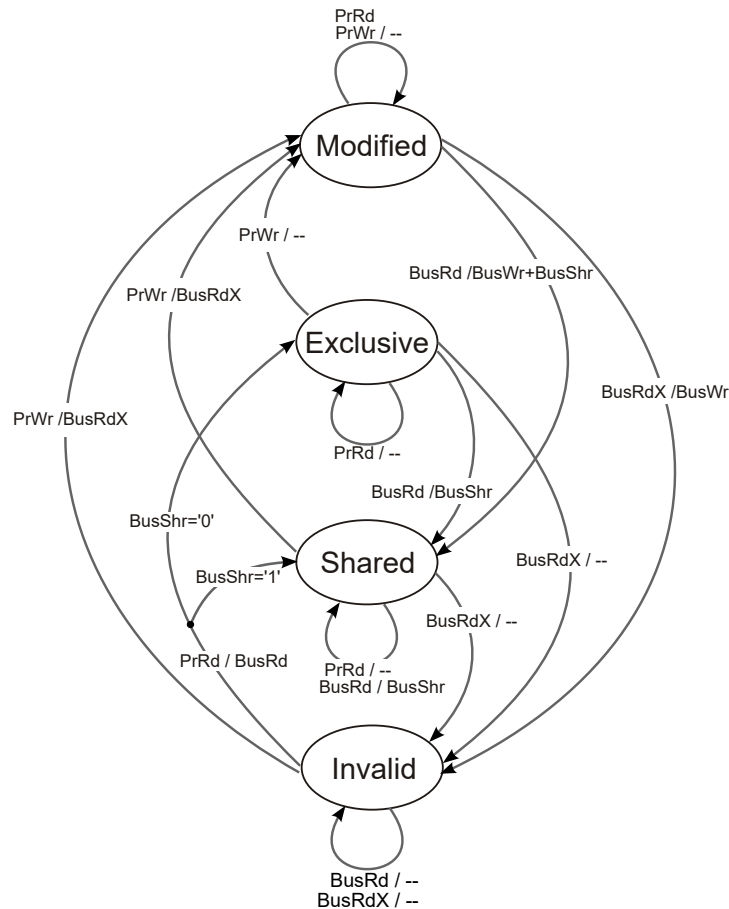 PrRd
PrWr / --
Modified
PrWr / --
BusRd /BusWr+BusShr
PrWr /BusRdX
Exclusive
BusRdX /BusWr
PrWr /BusRdX
PrRd / --
BusRd /BusShr
BusShr='0'
Shared
BusRdX / --
BusShr='1'
BusRdX / --
PrRd / BusRd
PrRd / --
BusRd / BusShr
Invalid
BusRd / --
BusRdX / --